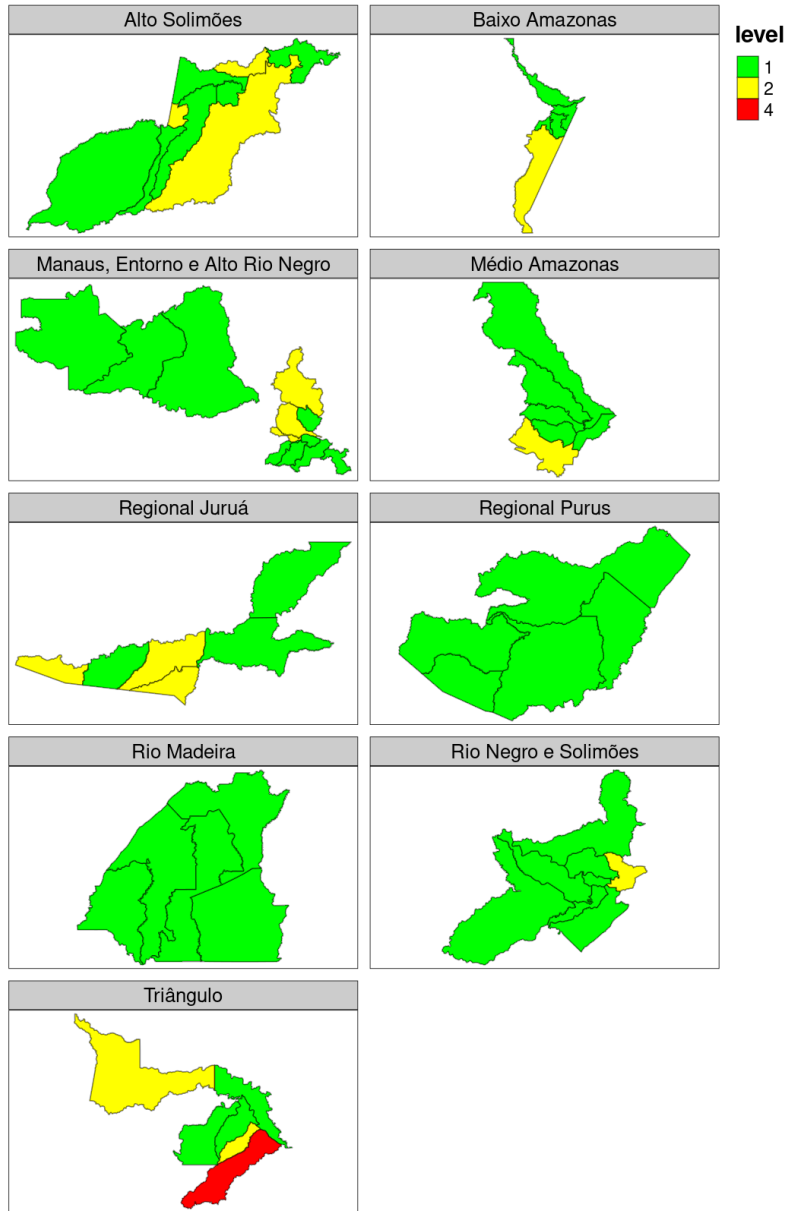 Alto Solimões
Baixo Amazonas
level
1
2
4
Manaus, Entorno e Alto Rio Negro
Médio Amazonas
Regional Juruá
Regional Purus
Rio Madeira
Rio Negro e Solimões
Triângulo